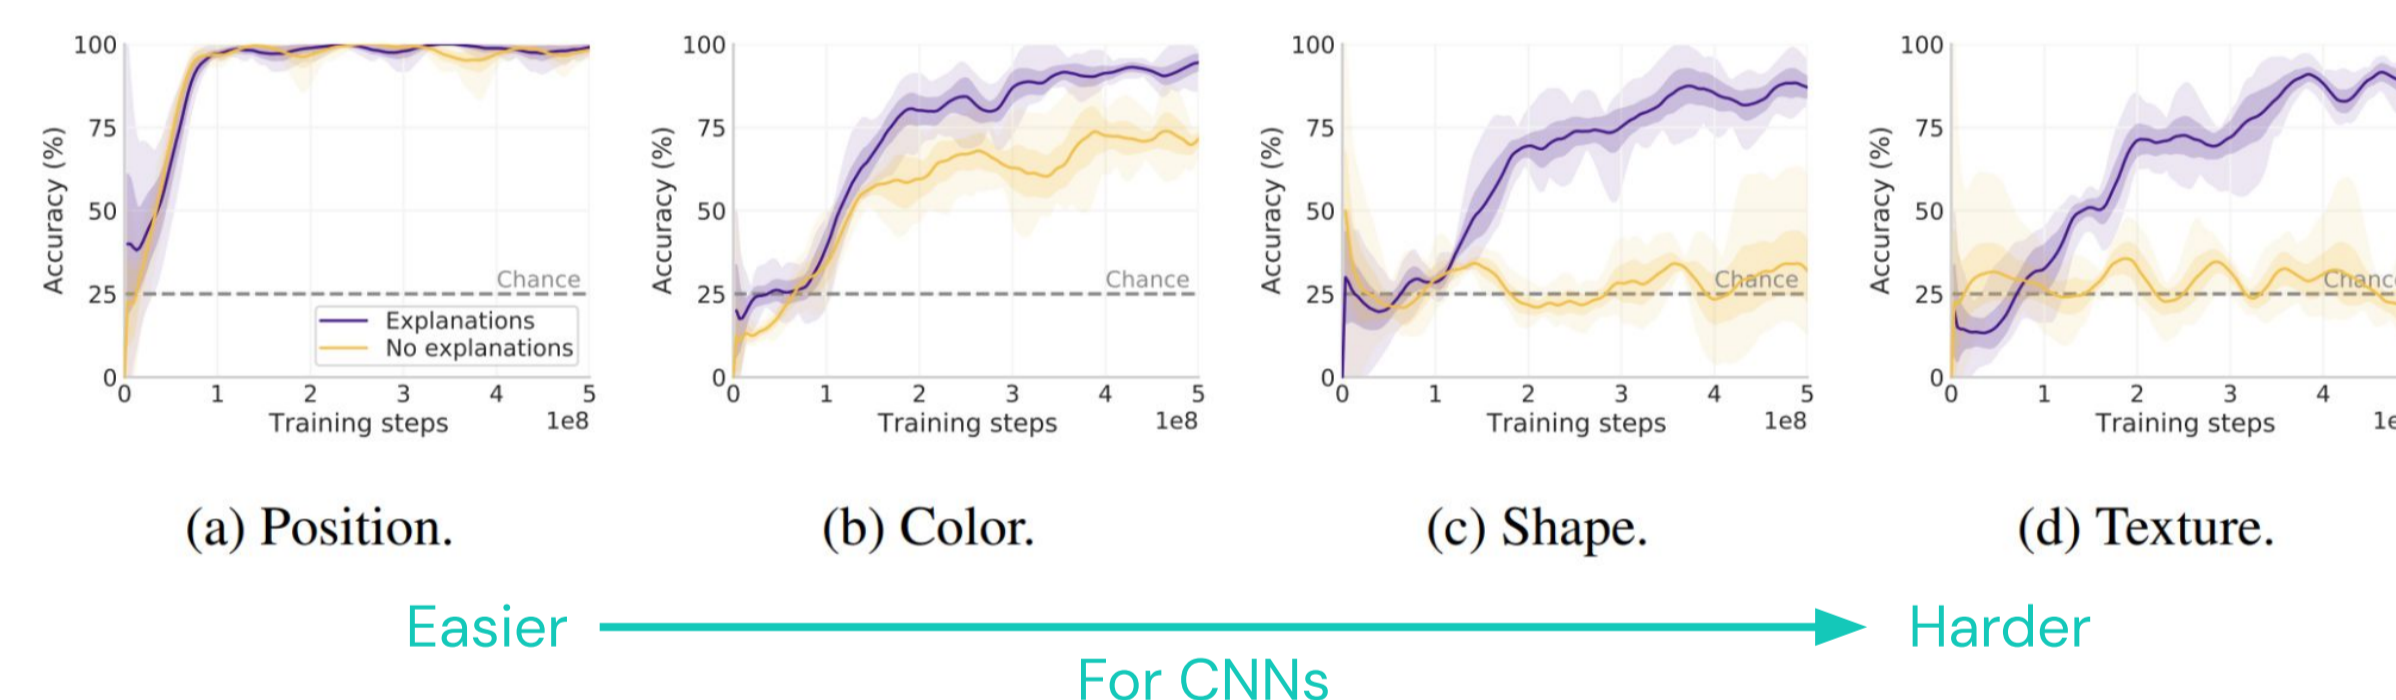 100
75
50
25
0
Accuracy (%)
Chance
Explanations
No explanations
0 1 2 3 4 5
Training steps
1e8
(a) Position.
100
75
50
25
0
Accuracy (%)
Chance
0 1 2 3 4 5
Training steps
1e8
(b) Color.
100
75
50
25
0
Accuracy (%)
Chance
0 1 2 3 4 5
Training steps
1e8
(c) Shape.
100
75
50
25
0
Accuracy (%)
Chanc
0 1 2 3 4
Training steps
1e
(d) Texture.
Easier
Harder
For CNNs